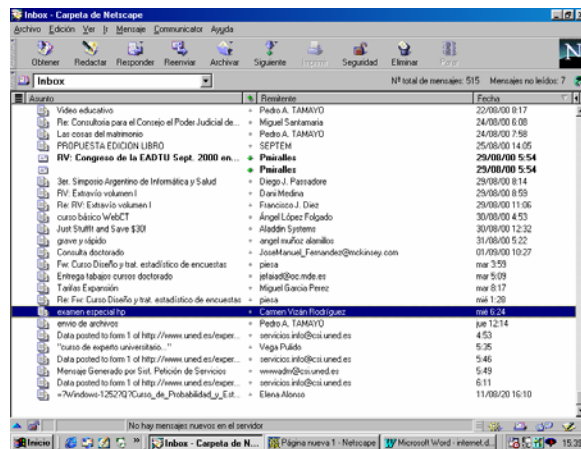 Inbox - Carpeta de Netscape
Archivo Edición Ver Ir Mensaje Communicator Ayuda
Obtener Redactar Responder Reenviar Archivar Siguiente Imprimir Seguridad Eliminar Parar
Inbox Nº total de mensajes: 515 Mensajes no leídos: 7
Asunto Remitente Fecha
Video educativo Pedro A. TAMAYO 22/08/00 8:17
Re: Consultoria para el Consejo el Poder Judicial de... Miguel Santamaria 24/08/00 6:08
Las cosas del matrimonio Pedro A. TAMAYO 24/08/00 7:58
PROPUESTA EDICION LIBRO SEPTEM 25/08/00 14:05
RV: Congreso de la EADTU Sept. 2000 en... Pmiralles 29/08/00 5:54
Pmiralles 29/08/00 5:54
3er. Simposio Argentino de Informática y Salud Diego J. Passadore 29/08/00 8:14
RV: Extravío volumen I Dani Medina 29/08/00 8:59
Re: RV: Extravío volumen I Francisco J. Diez 29/08/00 11:06
curso básico WebCT Ángel López Folgado 30/08/00 4:53
Just StuffIt and Save $30! Aladdin Systems 30/08/00 12:32
grave y rápido angel muñoz alamillos 31/08/00 5:22
Consulta doctorado JoseManuel_Fernandez@mckinsey.com 01/09/00 10:27
Fw: Curso Diseño y trat. estadístico de encuestas piesa mar 3:59
Entrega tabajos cursos doctorado jefaiad@oc.mde.es mar 5:09
Tarifas Expansión Miguel Garcia Perez mar 8:17
Re: Fw: Curso Diseño y trat. estadístico de encuestas piesa mié 1:28
examen especial hp Carmen Vizán Rodríguez mié 6:24
envio de archivos Pedro A. TAMAYO jue 12:14
Data posted to form 1 of http://www.uned.es/exper... servicios.info@csi.uned.es 4:53
"curso de experto universitario..." Vega Pulido 5:35
Data posted to form 1 of http://www.uned.es/exper... servicios.info@csi.uned.es 5:46
Mensaje Generado por Sist. Petición de Servicios wwwadm@csi.uned.es 5:49
Data posted to form 1 of http://www.uned.es/exper... servicios.info@csi.uned.es 6:11
=?Windows-1252?Q?Curso_de_Probabilidad_y_Est... Elena Alonso 11/08/20 16:10
No hay mensajes nuevos en el servidor
Inicio Inbox - Carpeta de N... Página nueva 1 - Netscape Microsoft Word - internet.d... 15:39